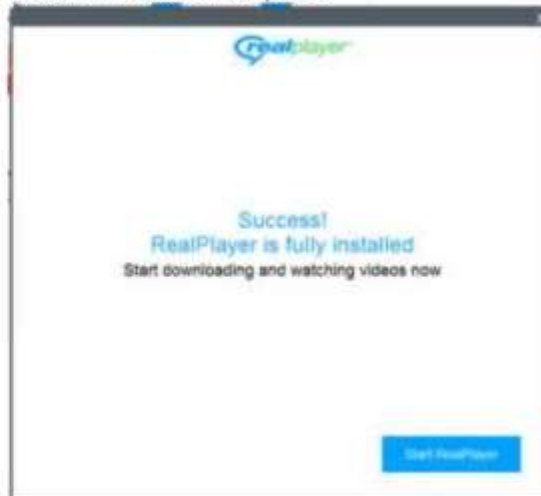 realplayer
Success!
RealPlayer is fully installed
Start downloading and watching videos now
Start RealPlayer